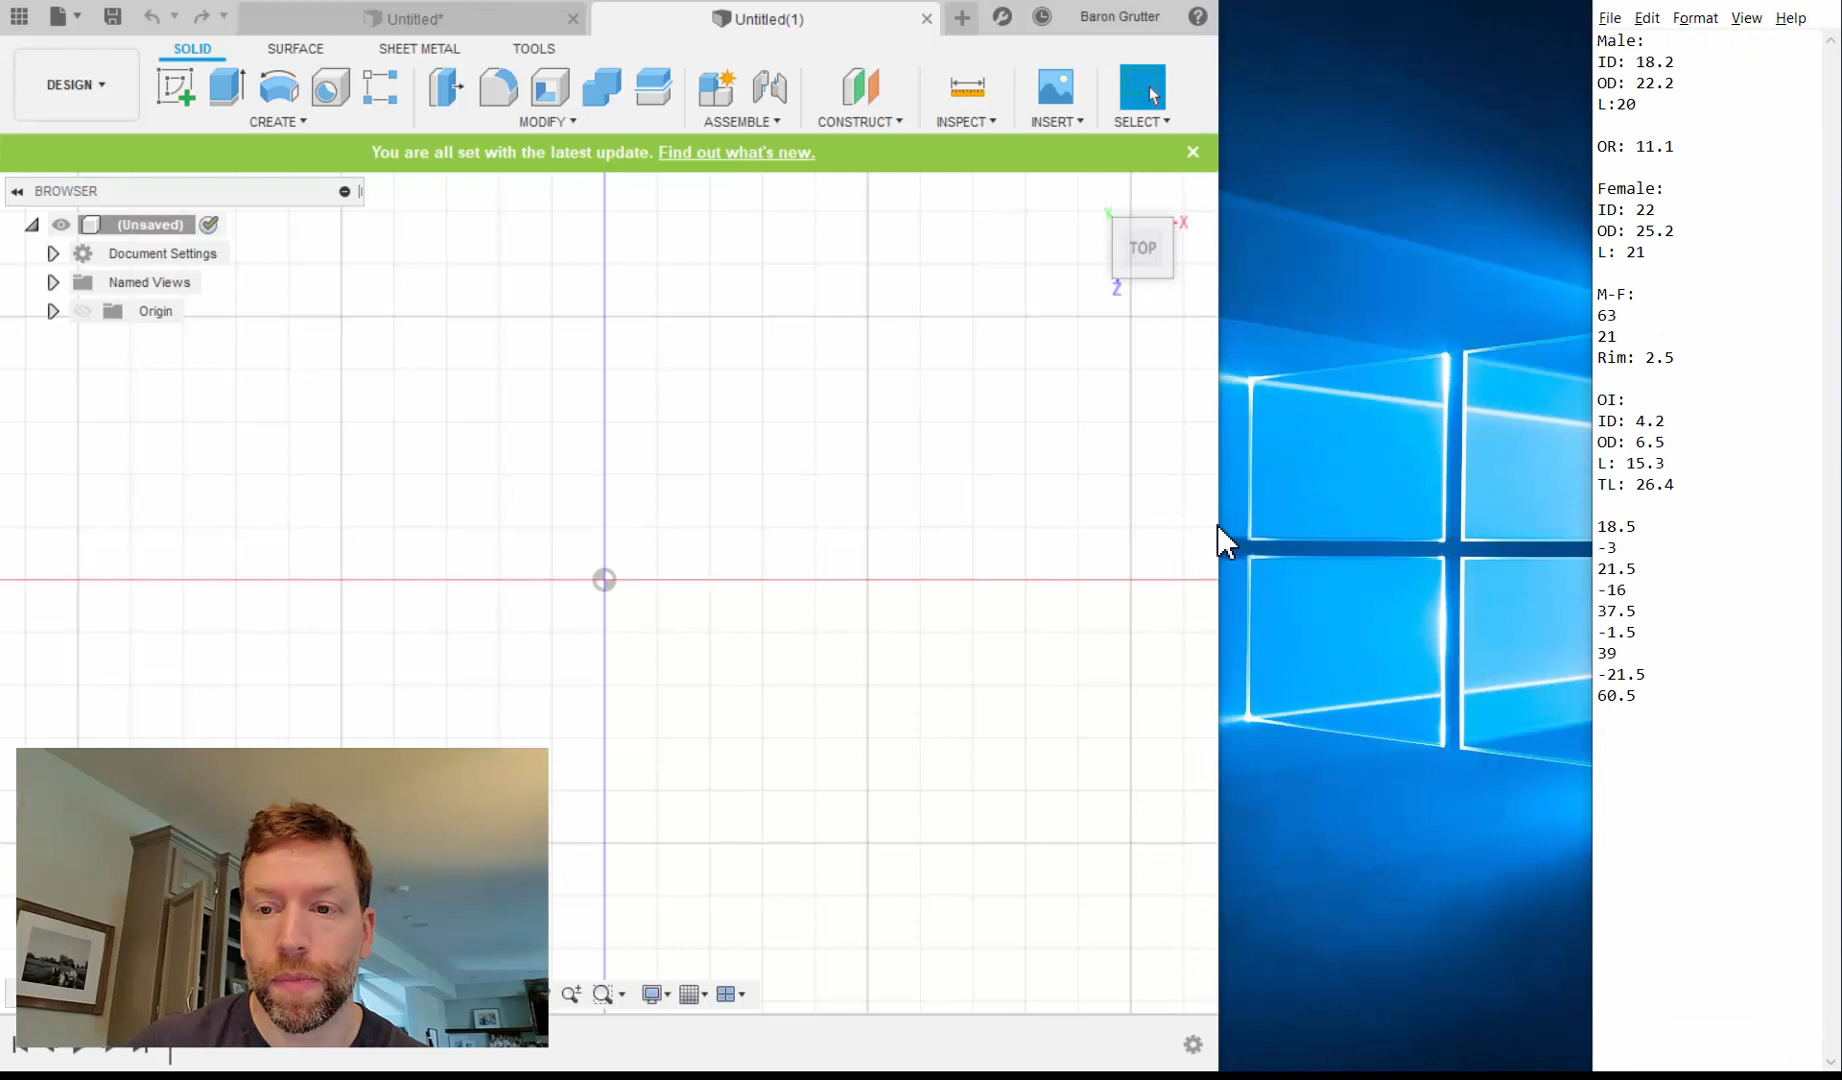 Untitled*
Untitled(1)
Baron Grutter
SOLID
SURFACE
SHEET METAL
TOOLS
DESIGN
CREATE
MODIFY
ASSEMBLE
CONSTRUCT
INSPECT
INSERT
SELECT
You are all set with the latest update. Find out what's new.
BROWSER
(Unsaved)
Document Settings
Named Views
Origin
Y
X
TOP
Z
File Edit Format View Help
Male:
ID: 18.2
OD: 22.2
L:20
OR: 11.1
Female:
ID: 22
OD: 25.2
L: 21
M-F:
63
21
Rim: 2.5
OI:
ID: 4.2
OD: 6.5
L: 15.3
TL: 26.4
18.5
-3
21.5
-16
37.5
-1.5
39
-21.5
60.5